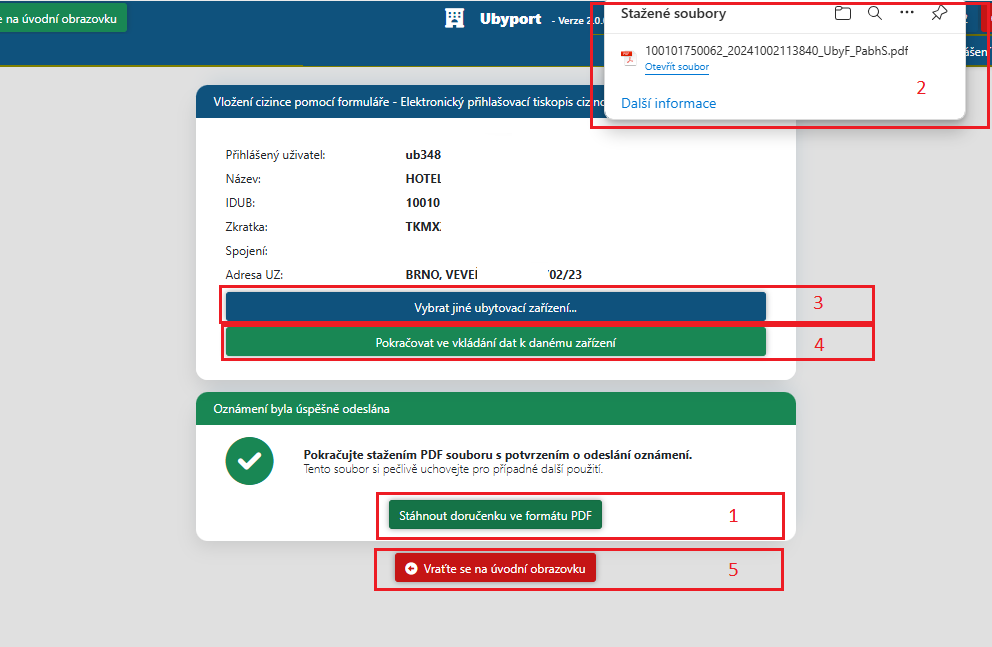 na úvodní obrazovku
Ubyport - Verze 2.0.
Stažené soubory
100101750062_20241002113840_UbyF_PabhS.pdf
Otevřít soubor
2
Další informace
Vložení cizince pomocí formuláře - Elektronický přihlašovací tiskopis
Přihlášený uživatel: ub348
Název: HOTEL
IDUB: 10010
Zkratka: TKMX
Spojení:
Adresa UZ: BRNO, VEVEŘ 02/23
Vybrat jiné ubytovací zařízení... 3
Pokračovat ve vkládání dat k danému zařízení 4
Oznámení byla úspěšně odeslána
Pokračujte stažením PDF souboru s potvrzením o odeslání oznámení.
Tento soubor si pečlivě uchovejte pro případné další použití.
Stáhnout doručenku ve formátu PDF 1
Vraťte se na úvodní obrazovku 5